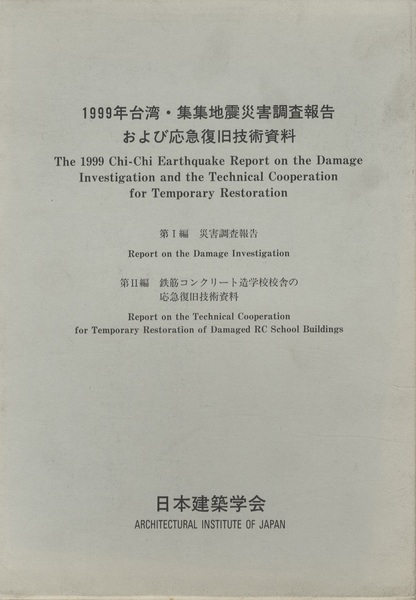 1999年台湾・集集地震災害調査報告
および応急復旧技術資料
The 1999 Chi-Chi Earthquake Report on the Damage
Investigation and the Technical Cooperation
for Temporary Restoration
第Ⅰ編 災害調査報告
Report on the Damage Investigation
第Ⅱ編 鉄筋コンクリート造学校校舎の
応急復旧技術資料
Report on the Technical Cooperation
for Temporary Restoration of Damaged RC School Buildings
日本建築学会
ARCHITECTURAL INSTITUTE OF JAPAN